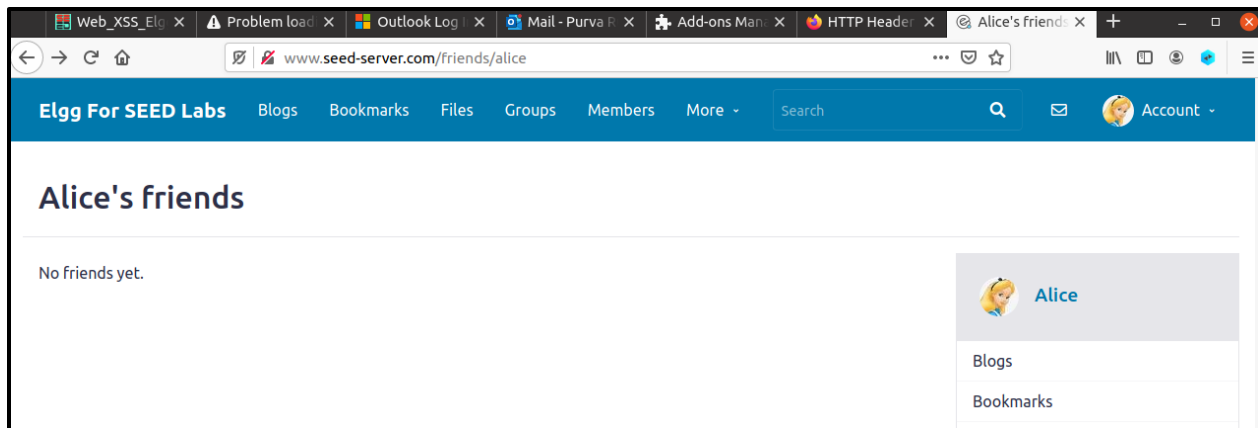 Web_XSS_Elg Problem load Outlook Log I Mail - Purva R Add-ons Mana HTTP Header Alice's friends
www.seed-server.com/friends/alice
Elgg For SEED Labs Blogs Bookmarks Files Groups Members More Search Account
Alice's friends
No friends yet.
Alice
Blogs
Bookmarks